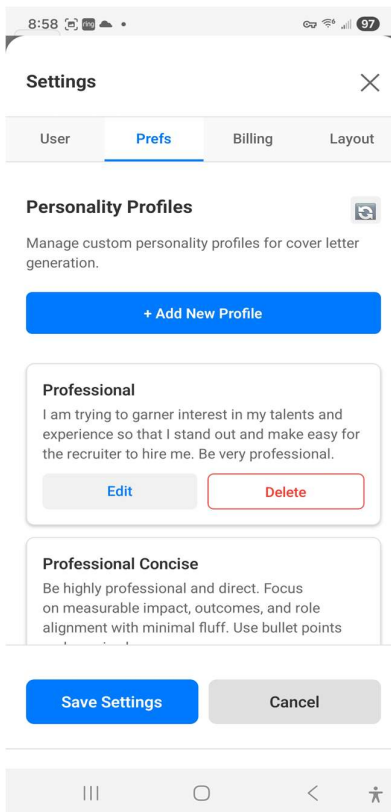 8:58
ring
97
Settings
User Prefs Billing Layout
Personality Profiles
Manage custom personality profiles for cover letter
generation.
+ Add New Profile
Professional
I am trying to garner interest in my talents and
experience so that I stand out and make easy for
the recruiter to hire me. Be very professional.
Edit Delete
Professional Concise
Be highly professional and direct. Focus
on measurable impact, outcomes, and role
alignment with minimal fluff. Use bullet points
Save Settings Cancel